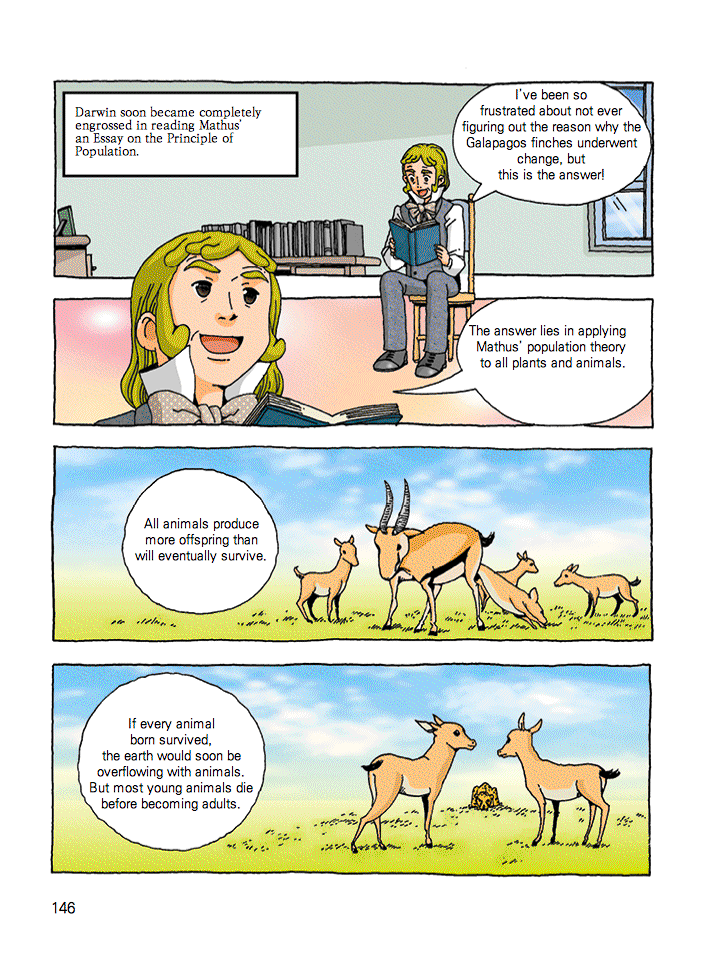 Darwin soon became completely
engrossed in reading Mathus'
an Essay on the Principle of
Population.
I've been so
frustrated about not ever
figuring out the reason why the
Galapagos finches underwent
change, but
this is the answer!
The answer lies in applying
Mathus' population theory
to all plants and animals.
All animals produce
more offspring than
will eventually survive.
If every animal
born survived,
the earth would soon be
overflowing with animals.
But most young animals die
before becoming adults.
146